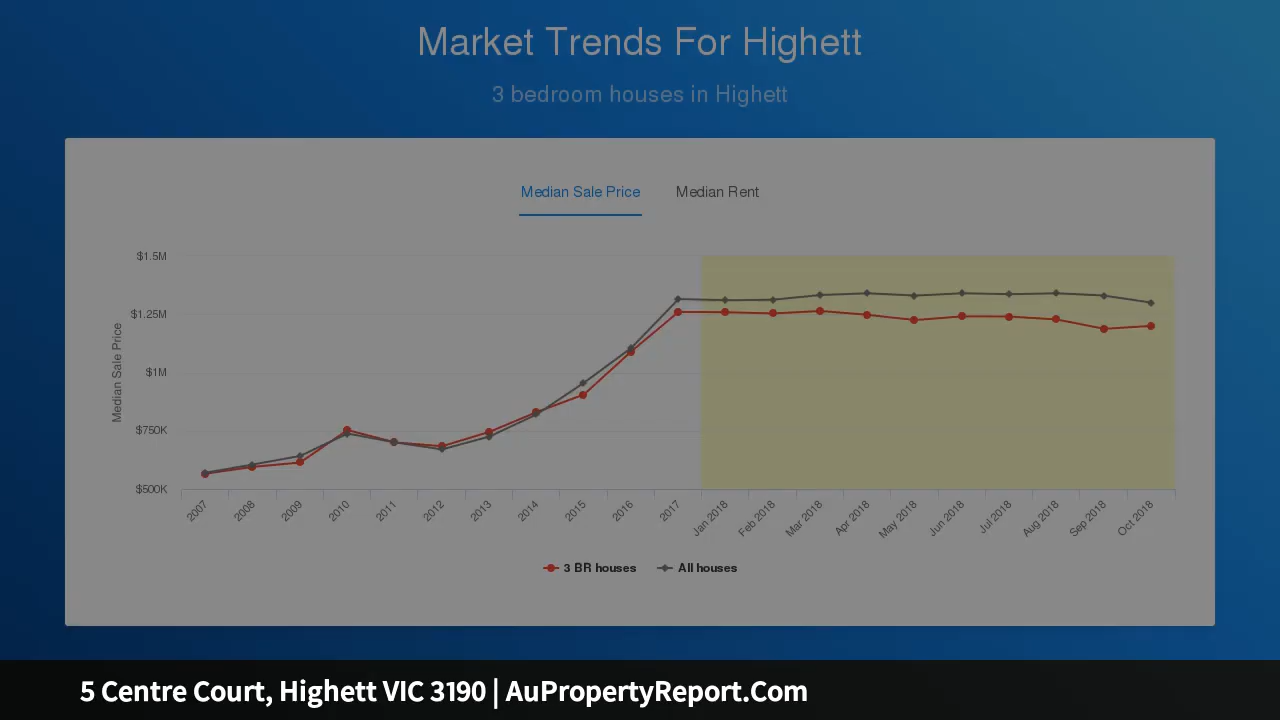 Market Trends For Highett
3 bedroom houses in Highett
Median Sale Price Median Rent
Median Sale Price
$1.5M
$1.25M
$1M
$750K
$500K
2007 2008 2009 2010 2011 2012 2013 2014 2015 2016 2017 Jan 2018 Feb 2018 Mar 2018 Apr 2018 May 2018 Jun 2018 Jul 2018 Aug 2018 Sep 2018 Oct 2018
3 BR houses All houses
5 Centre Court, Highett VIC 3190 | AuPropertyReport.Com